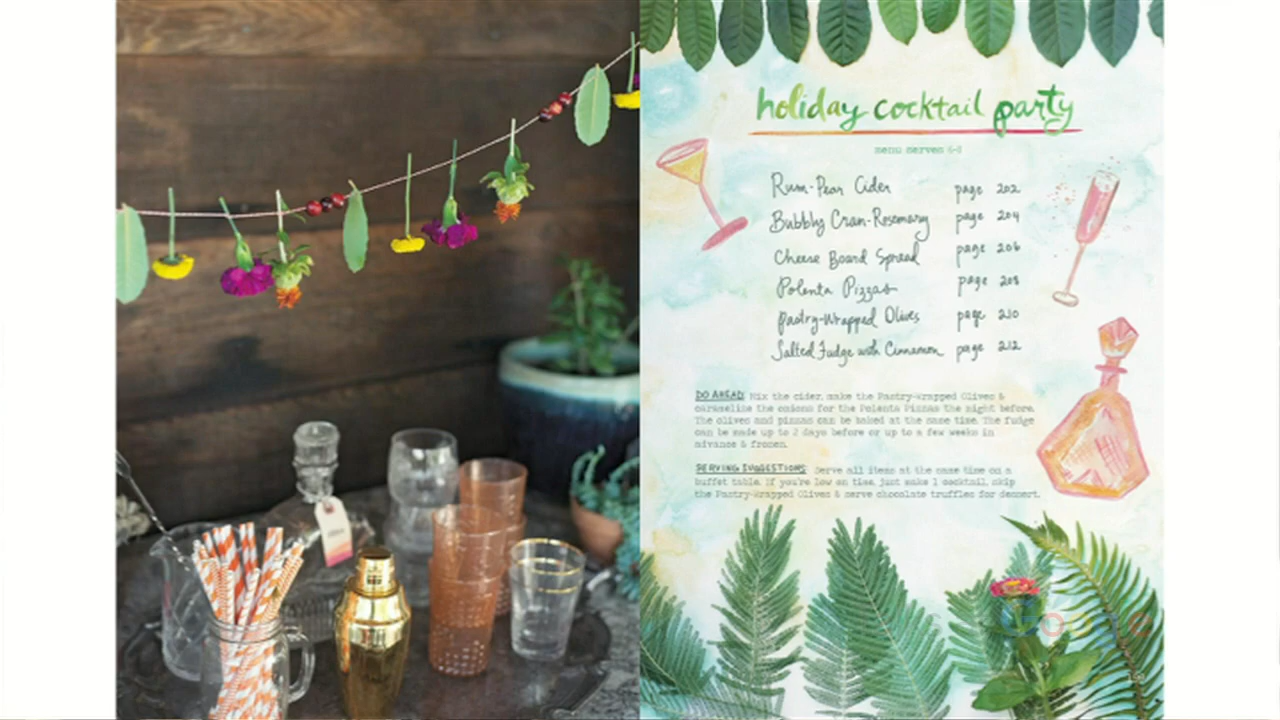 holiday cocktail party
menu serves 6-8
Rum-Pear Cider page 202
Bubbly Cran-Rosemary page 204
Cheese Board Spread page 206
Polenta Pizzas page 208
Pastry-Wrapped Olives page 210
Salted Fudge with Cinnamon page 212
DO AHEAD: Mix the cider, make the Pastry-Wrapped Olives &
caramelize the onions for the Polenta Pizzas the night before.
The olives and pizzas can be baked at the same time. The fudge
can be made up to 2 days before or up to a few weeks in
advance & frozen.
SERVING SUGGESTIONS: Serve all items at the same time on a
buffet table. If you're low on time, just make 1 cocktail, skip
the Pastry-Wrapped Olives & serve chocolate truffles for dessert.